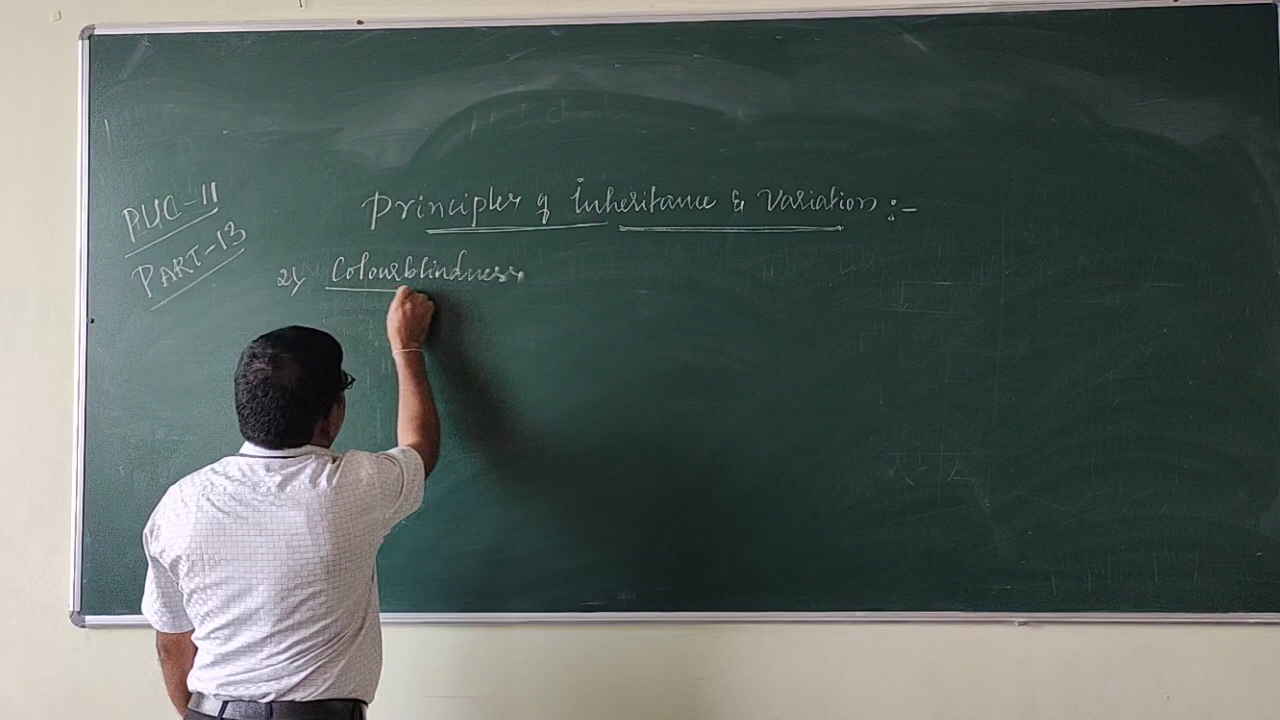 PUC-II
PART-13
Principles of Inheritance & Variation :-
2) Colourblindness